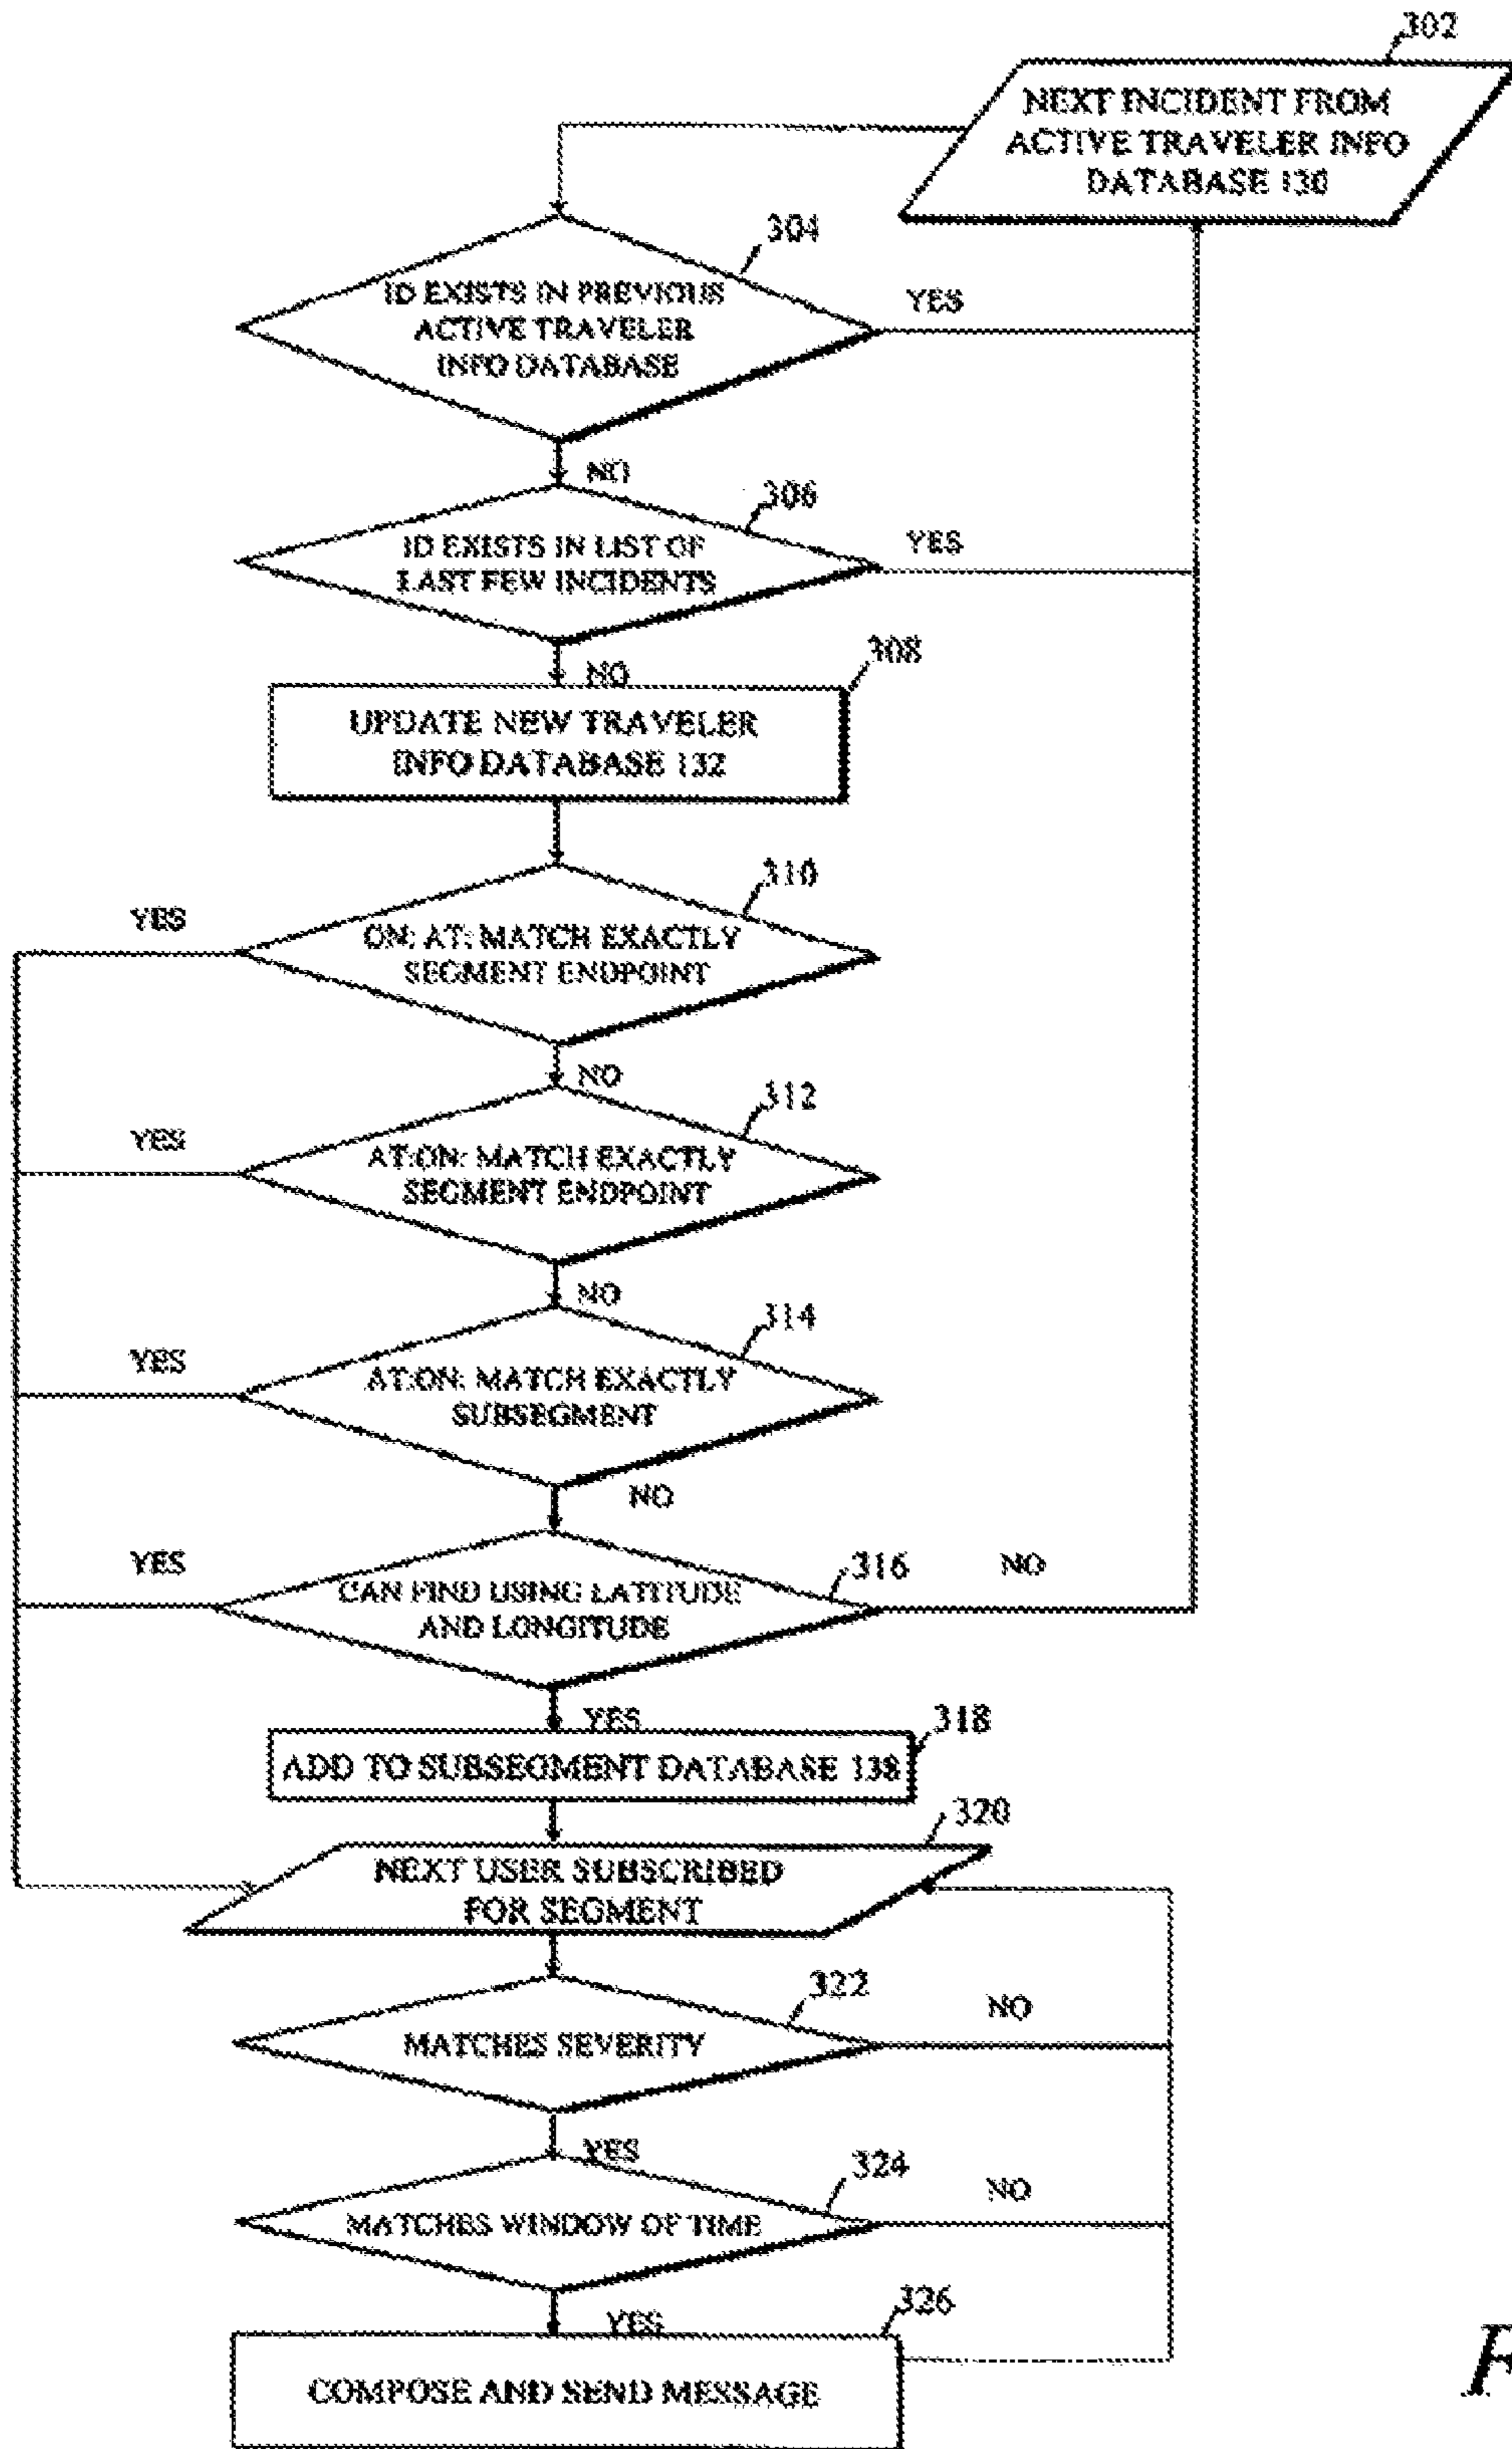 302
NEXT INCIDENT FROM
ACTIVE TRAVELER INFO
DATABASE 130
304
ID EXISTS IN PREVIOUS
ACTIVE TRAVELER
INFO DATABASE
YES
NO
306
ID EXISTS IN LIST OF
LAST FEW INCIDENTS
YES
NO
308
UPDATE NEW TRAVELER
INFO DATABASE 132
310
YES
ON: AT: MATCH EXACTLY
SEGMENT ENDPOINT
NO
312
YES
AT:ON: MATCH EXACTLY
SEGMENT ENDPOINT
NO
314
YES
AT:ON: MATCH EXACTLY
SUBSEGMENT
NO
YES
316
NO
CAN FIND USING LATITUDE
AND LONGITUDE
YES
318
ADD TO SUBSEGMENT DATABASE 138
320
NEXT USER SUBSCRIBED
FOR SEGMENT
322
NO
MATCHES SEVERITY
YES
324
NO
MATCHES WINDOW OF TIME
YES
326
COMPOSE AND SEND MESSAGE